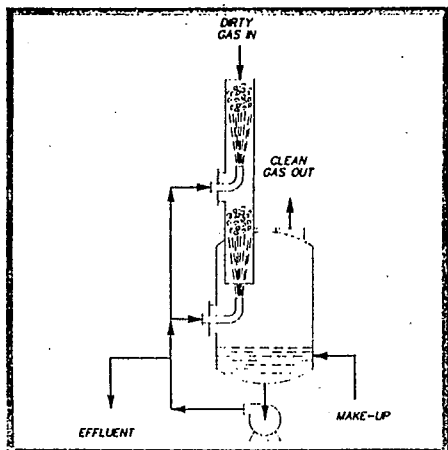 DIRTY
GAS IN
CLEAN
GAS OUT
EFFLUENT
MAKE-UP